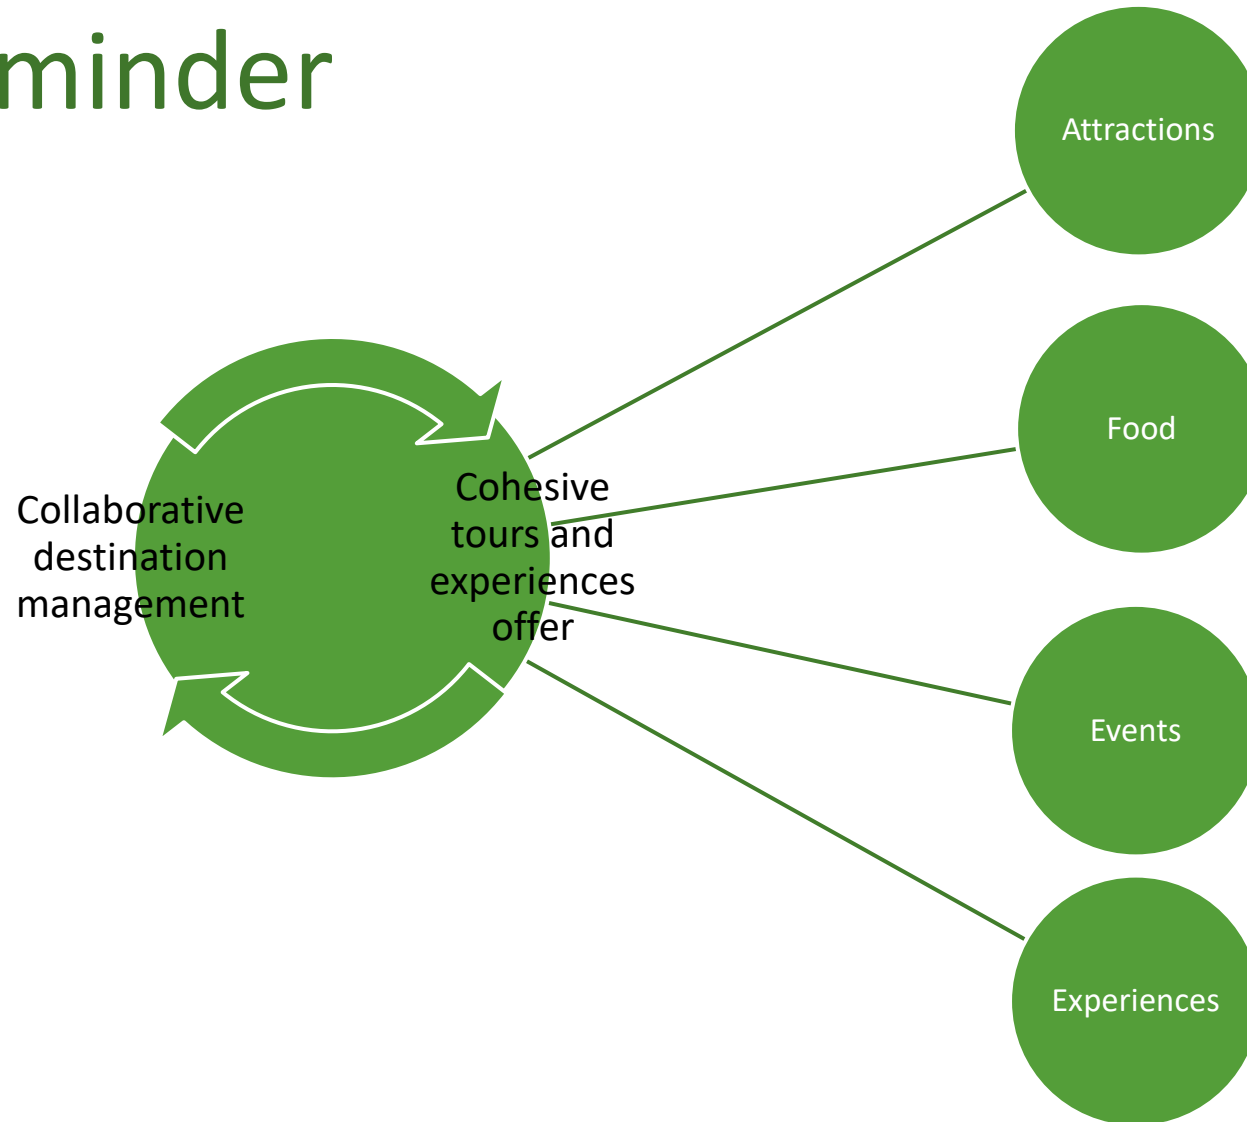 minder
Attractions
Food
Collaborative
destination
management
Cohesive
tours and
experiences
offer
Events
Experiences